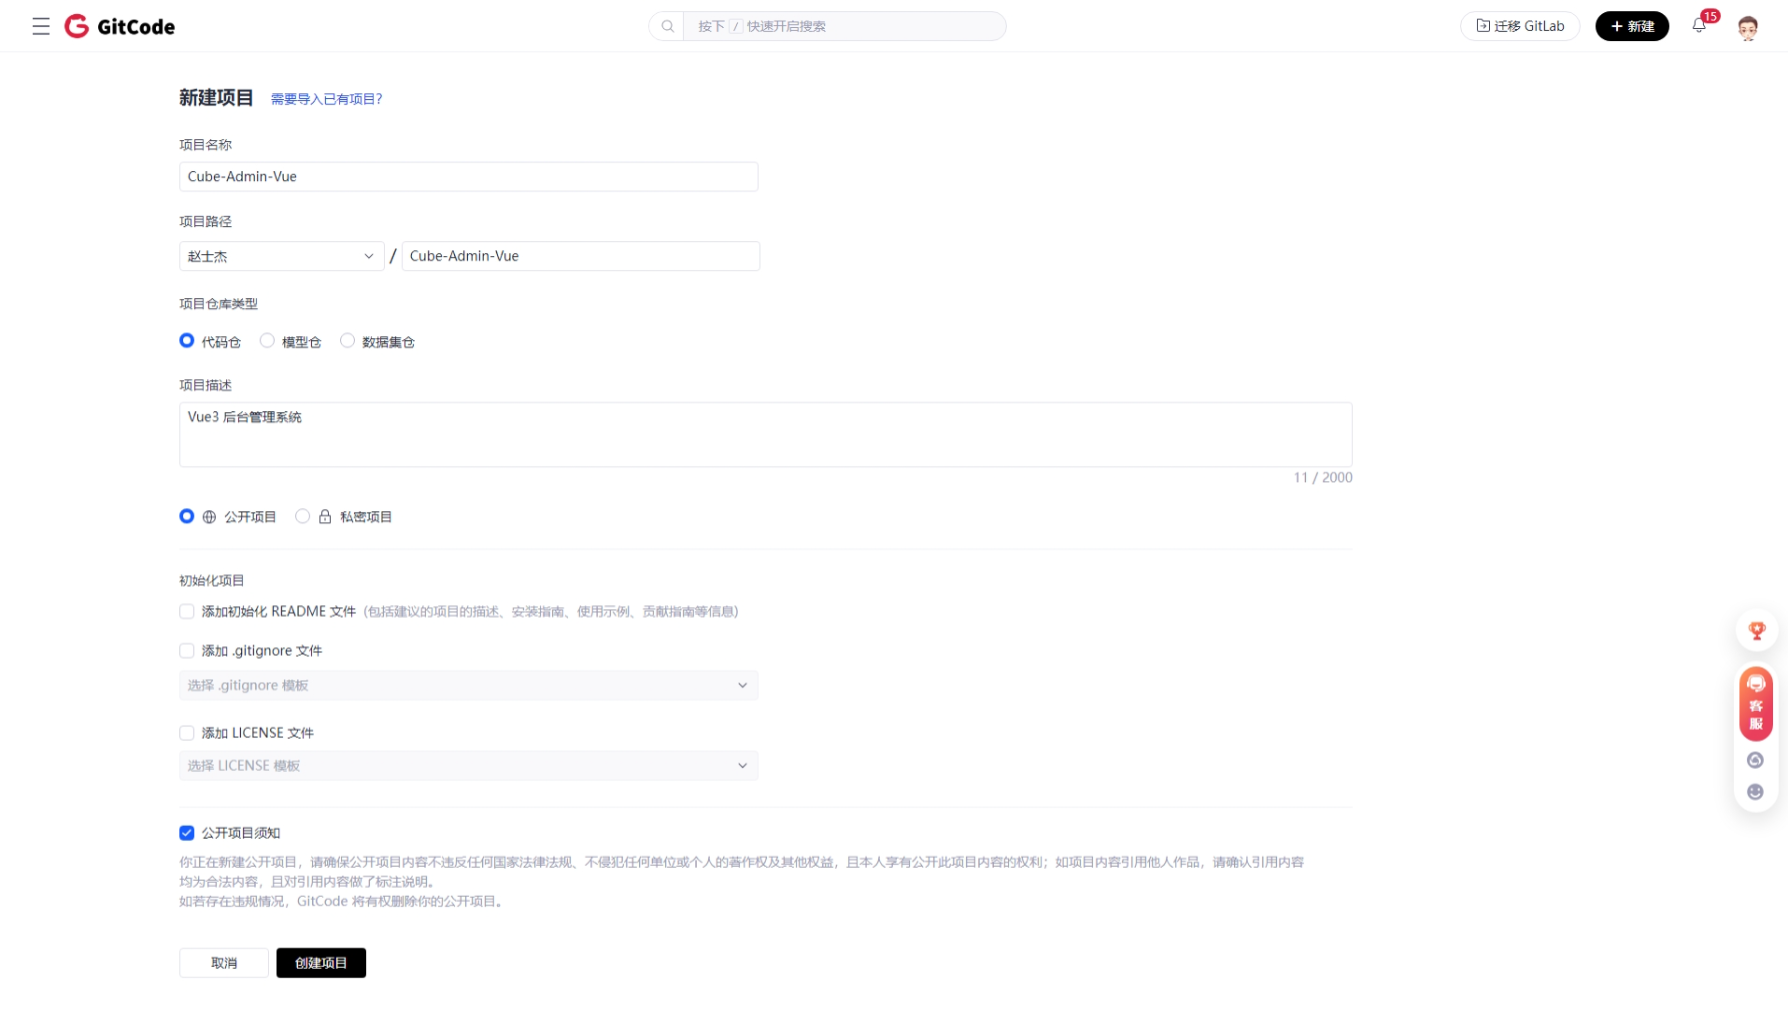 GitCode
按下 / 快速开启搜索
迁移 GitLab
+ 新建
15
新建项目 需要导入已有项目?
项目名称
Cube-Admin-Vue
项目路径
赵士杰 / Cube-Admin-Vue
项目仓库类型
代码仓 模型仓 数据集仓
项目描述
Vue3 后台管理系统
11 / 2000
公开项目 私密项目
初始化项目
添加初始化 README 文件 (包括建议的项目的描述、安装指南、使用示例、贡献指南等信息)
添加 .gitignore 文件
选择 .gitignore 模板
添加 LICENSE 文件
选择 LICENSE 模板
客服
公开项目须知
你正在新建公开项目，请确保公开项目内容不违反任何国家法律法规、不侵犯任何单位或个人的著作权及其他权益，且本人享有公开此项目内容的权利；如项目内容引用他人作品，请确认引用内容
均为合法内容，且对引用内容做了标注说明。
如若存在违规情况，GitCode 将有权删除你的公开项目。
取消 创建项目